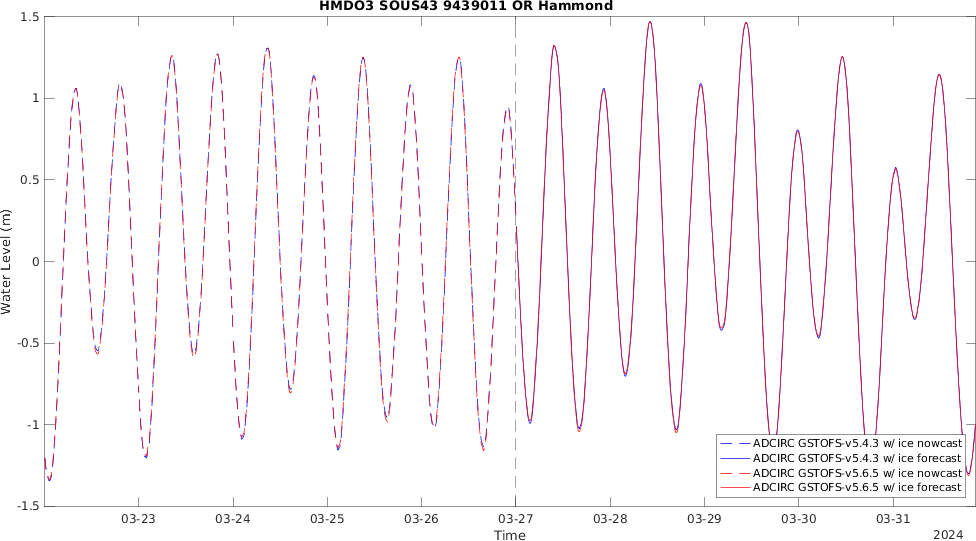 HMDO3 SOUS43 9439011 OR Hammond
Water Level (m)
1.5
1
0.5
0
-0.5
-1
-1.5
03-23 03-24 03-25 03-26 03-27 03-28 03-29 03-30 03-31
Time
2024
ADCIRC GSTOFS-v5.4.3 w/ ice nowcast
ADCIRC GSTOFS-v5.4.3 w/ ice forecast
ADCIRC GSTOFS-v5.6.5 w/ ice nowcast
ADCIRC GSTOFS-v5.6.5 w/ ice forecast